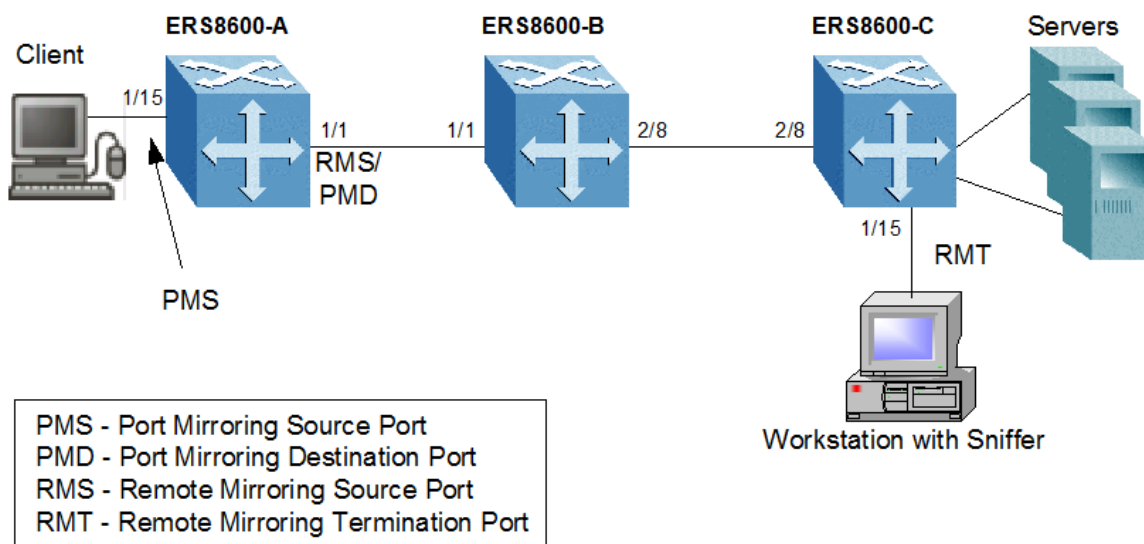 ERS8600-A
ERS8600-B
ERS8600-C
Servers
Client
1/15
1/1
RMS/
PMD
1/1
2/8
2/8
1/15
RMT
PMS
PMS - Port Mirroring Source Port
PMD - Port Mirroring Destination Port
RMS - Remote Mirroring Source Port
RMT - Remote Mirroring Termination Port
Workstation with Sniffer